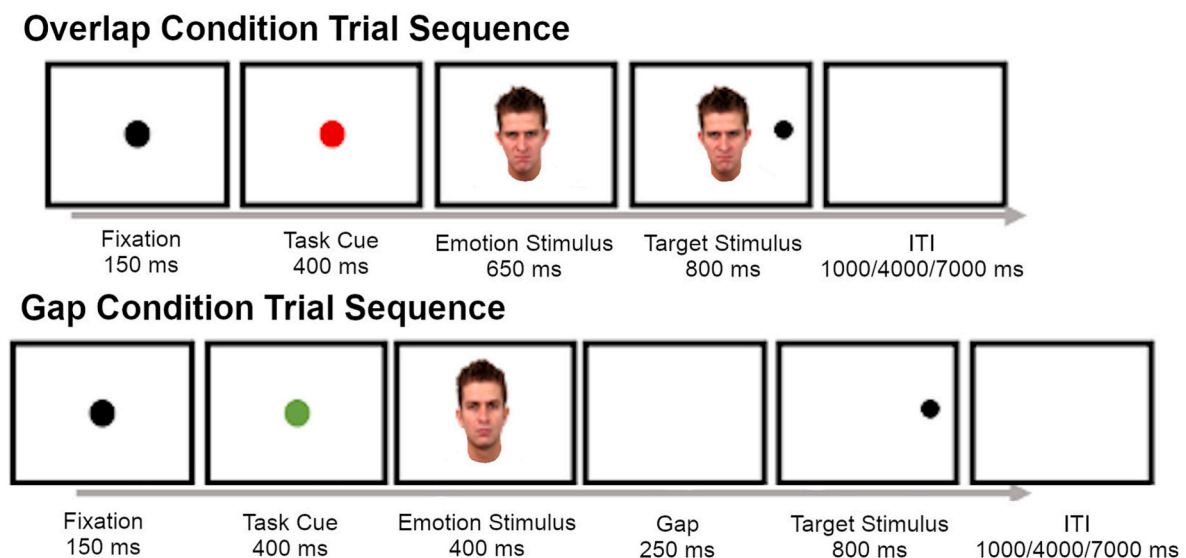 Overlap Condition Trial Sequence
Fixation Task Cue Emotion Stimulus Target Stimulus ITI
150 ms 400 ms 650 ms 800 ms 1000/4000/7000 ms
Gap Condition Trial Sequence
Fixation Task Cue Emotion Stimulus Gap Target Stimulus ITI
150 ms 400 ms 400 ms 250 ms 800 ms 1000/4000/7000 ms